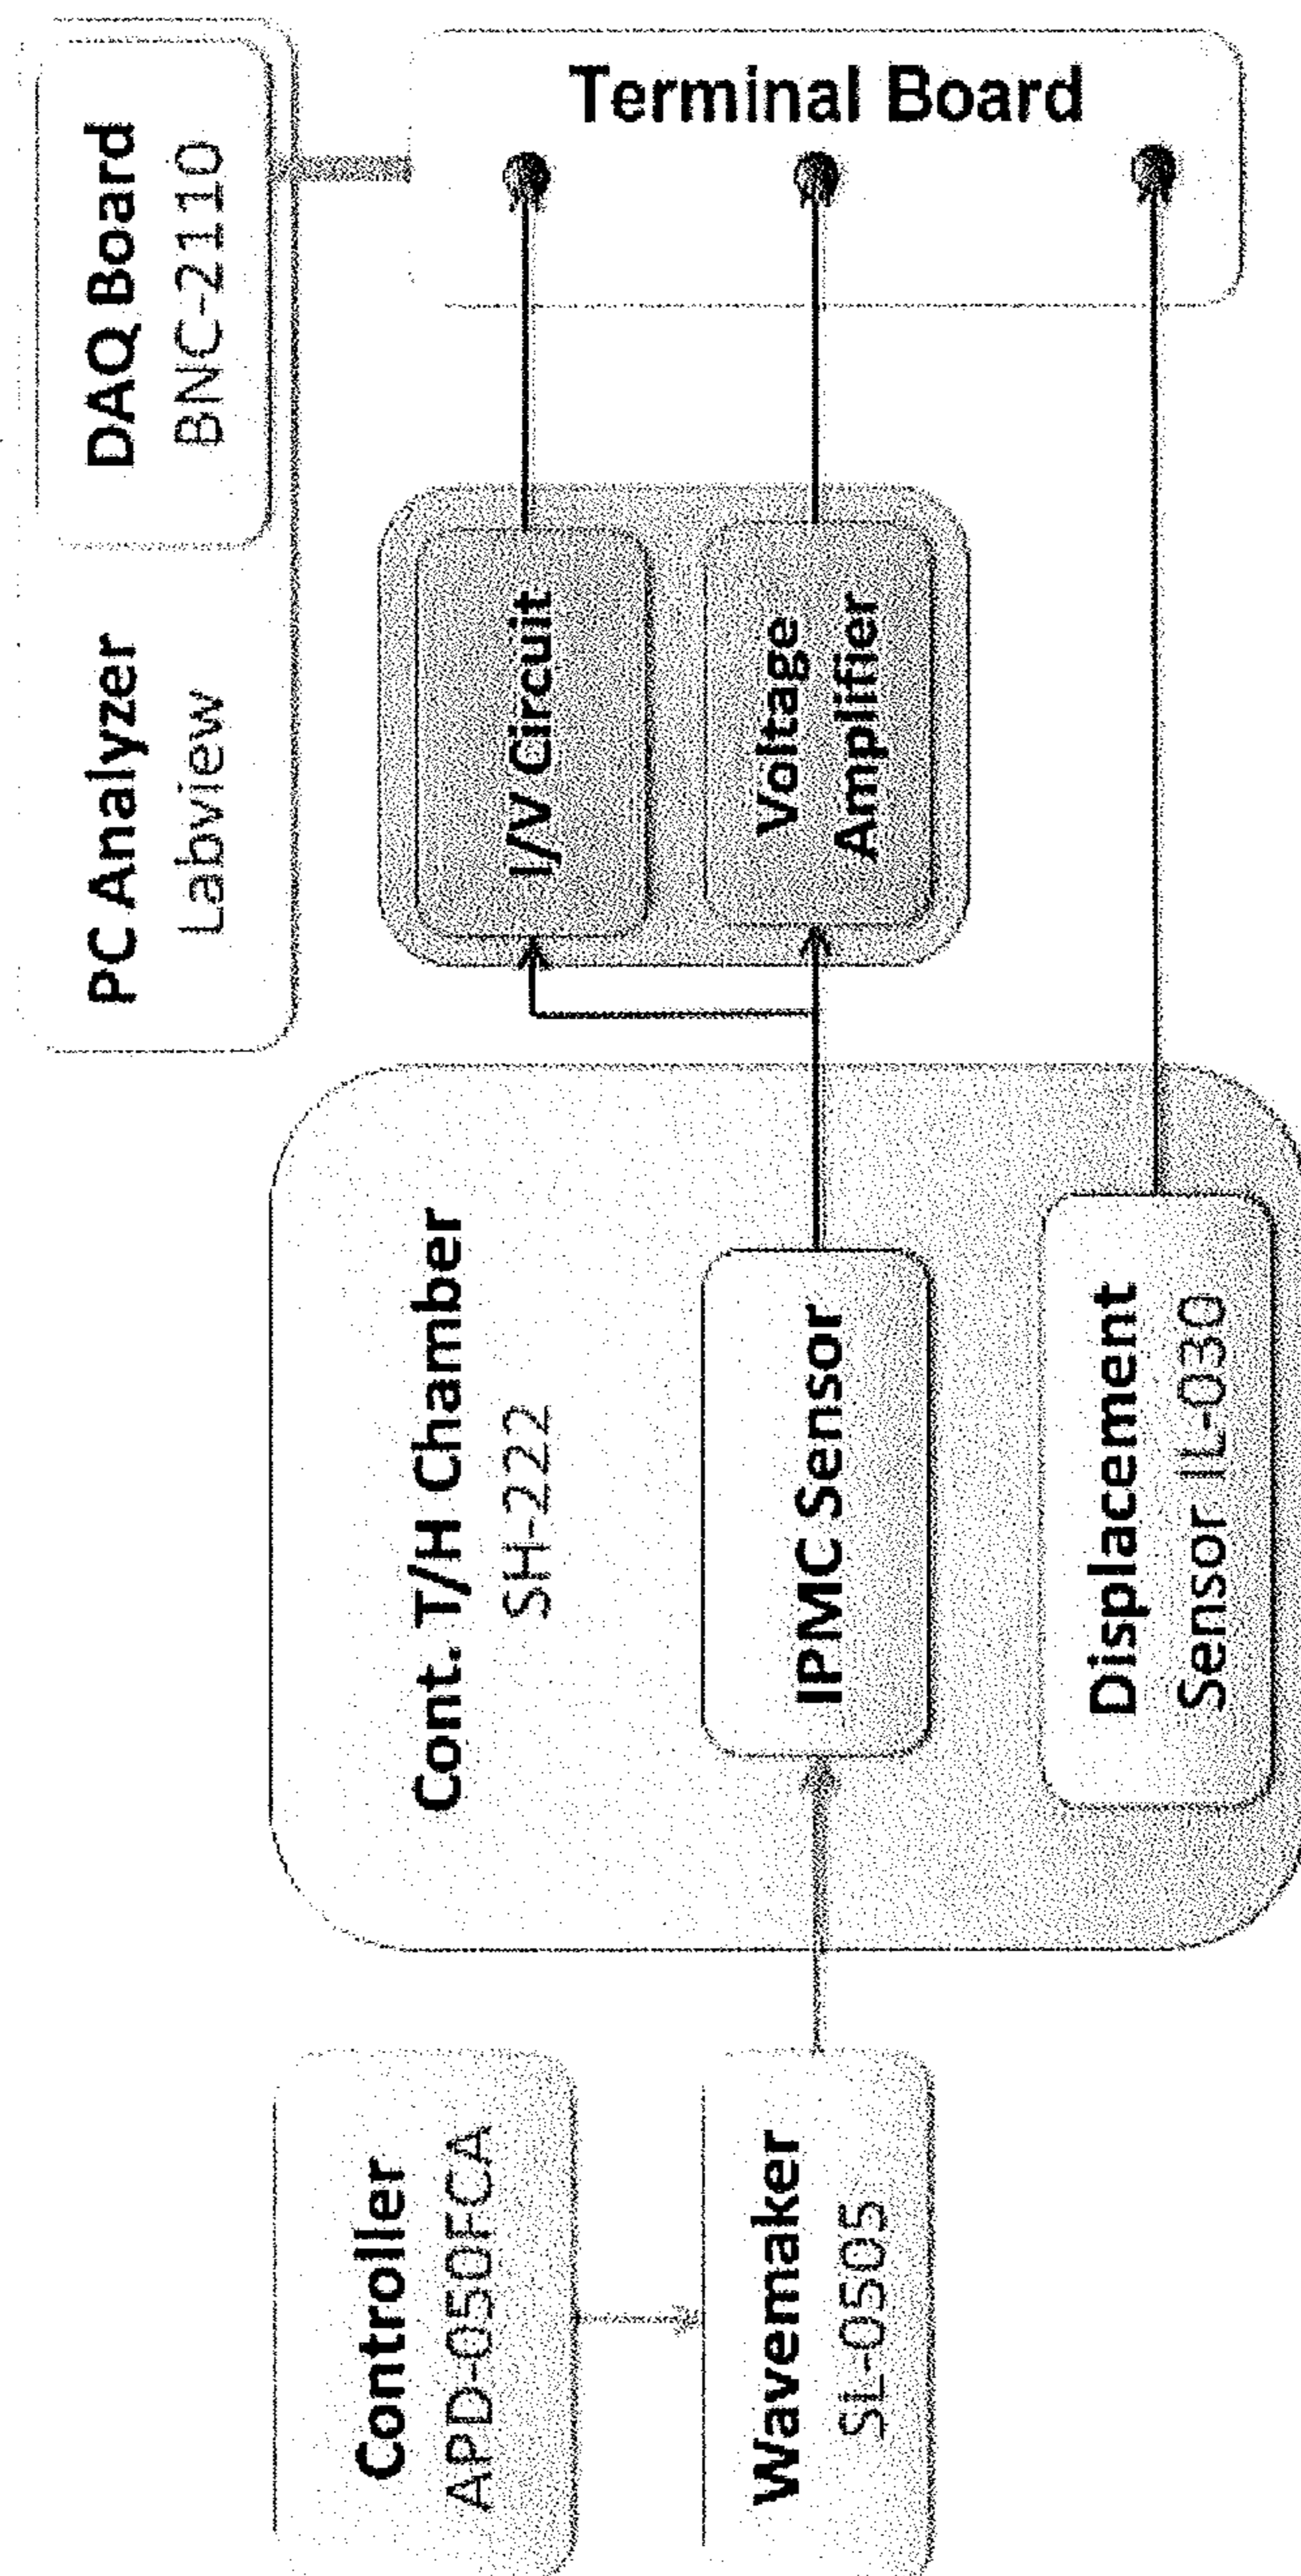 Controller
APD-050FCA
Wavemaker
SL-0505
Cont. T/H Chamber
SH-222
IPMC Sensor
Displacement
Sensor IL-030
PC Analyzer
Labview
DAQ Board
BNC-2110
I/V Circuit
Voltage
Amplifier
Terminal Board